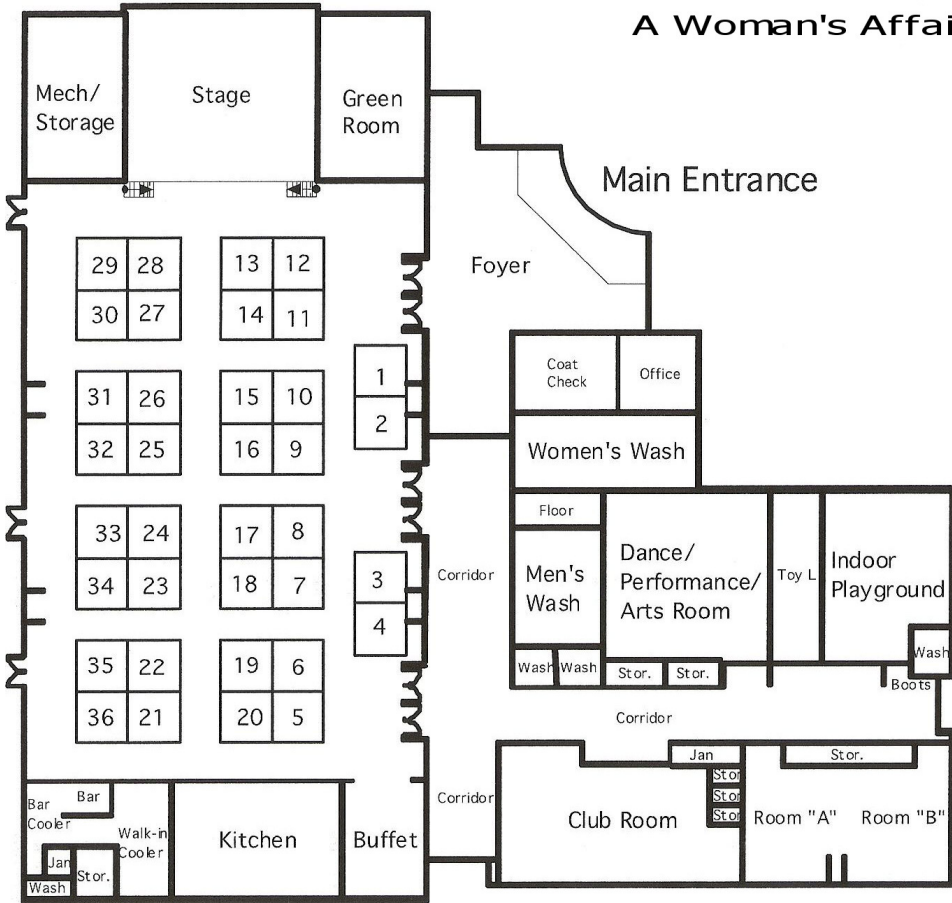 A Woman's Affai
Mech/
Storage
Stage
Green
Room
Main Entrance
Foyer
29 28 13 12
30 27 14 11
1
2
31 26 15 10
32 25 16 9
Coat
Check
Office
Women's Wash
33 24 17 8
34 23 18 7
3
4
Corridor
Floor
Men's
Wash
Dance/
Performance/
Arts Room
Toy L
Indoor
Playground
Wash
Wash
Stor.
Stor.
Wash
Boots
35 22 19 6
36 21 20 5
Corridor
Bar
Cooler
Bar
Walk-in
Cooler
Jan
Wash
Stor.
Kitchen
Buffet
Corridor
Club Room
Jan
Stor
Stor
Stor
Stor.
Room "A"
Room "B"